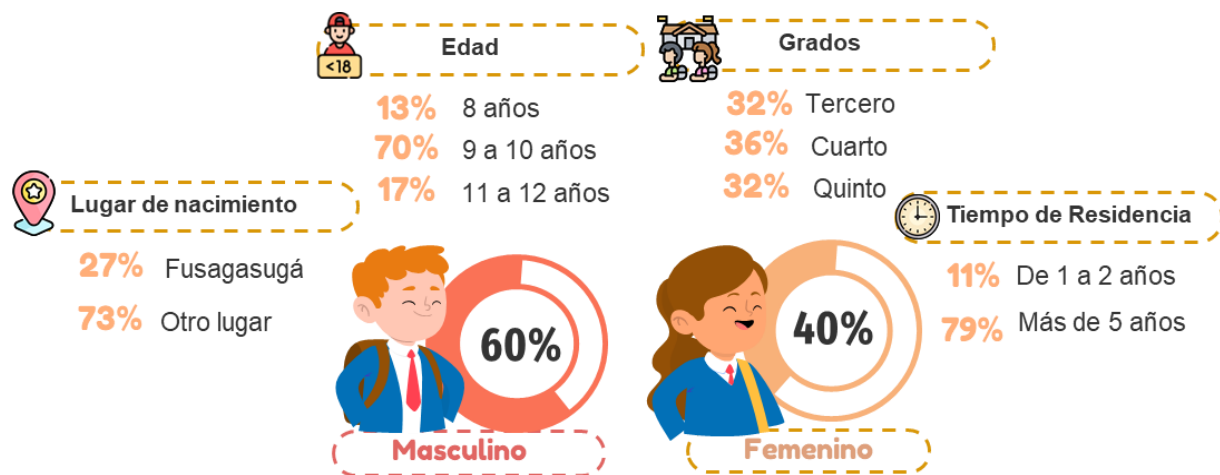 Edad
<18
13% 8 años
70% 9 a 10 años
17% 11 a 12 años
Grados
32% Tercero
36% Cuarto
32% Quinto
Lugar de nacimiento
27% Fusagasugá
73% Otro lugar
Tiempo de Residencia
11% De 1 a 2 años
79% Más de 5 años
60%
Masculino
40%
Femenino